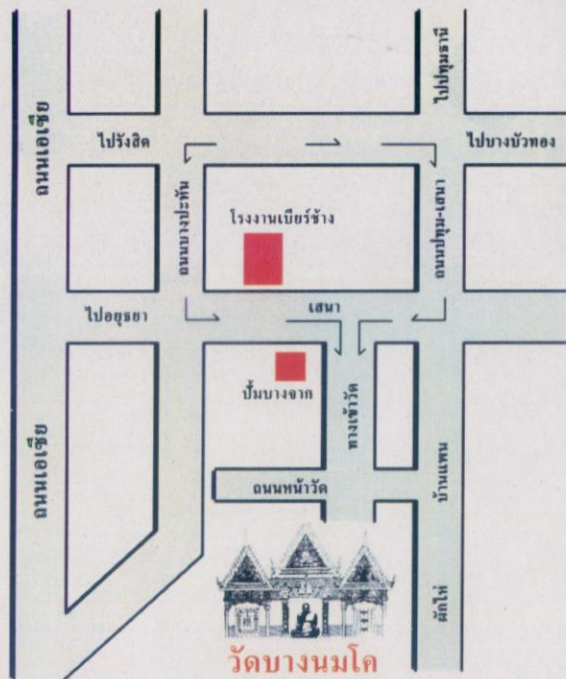 ไปปทุมธานี
ถนนเอเซีย
ไปรังสิต
ไปบางบัวทอง
ถนนบางปะหัน
โรงงานเบียร์ช้าง
ถนนปทุม-เสนา
เสนา
ไปอยุธยา
ปั๊มบางจาก
ทางเข้าวัด
ถนนเอเซีย
บ้านแพน
ถนนหน้าวัด
ผักไห่
วัดบางนมโค